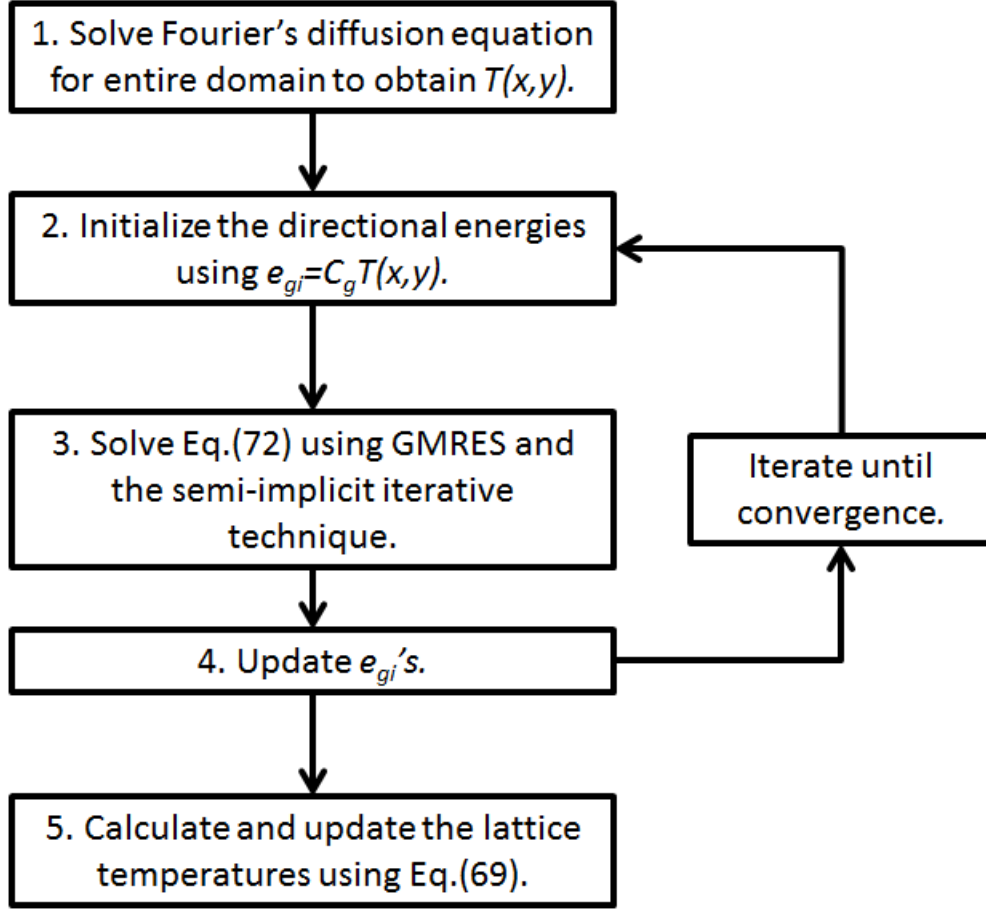 1. Solve Fourier’s diffusion equation
for entire domain to obtain T(x,y).
2. Initialize the directional energies
using egi=CgT(x,y).
3. Solve Eq.(72) using GMRES and
the semi-implicit iterative
technique.
Iterate until
convergence.
4. Update egi’s.
5. Calculate and update the lattice
temperatures using Eq.(69).